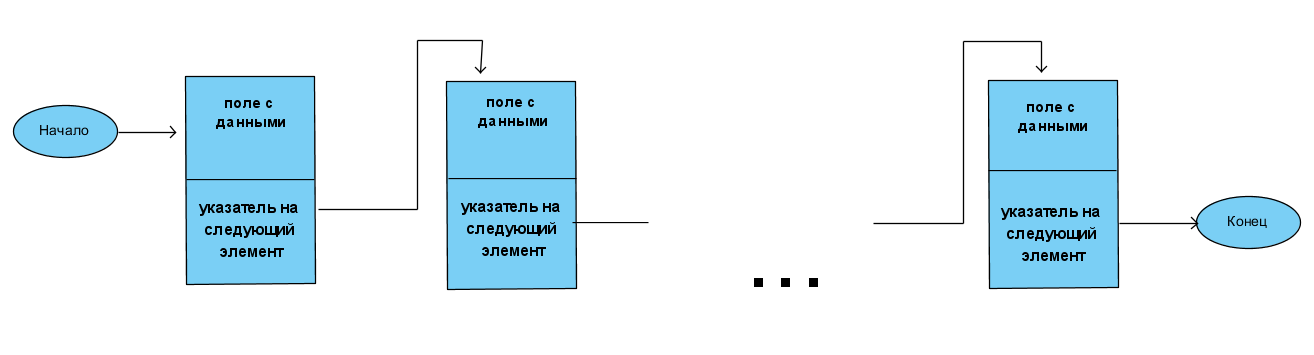 Начало
поле с
данными
указатель на
следующий
элемент
поле с
данными
указатель на
следующий
элемент
...
поле с
данными
указатель на
следующий
элемент
Конец